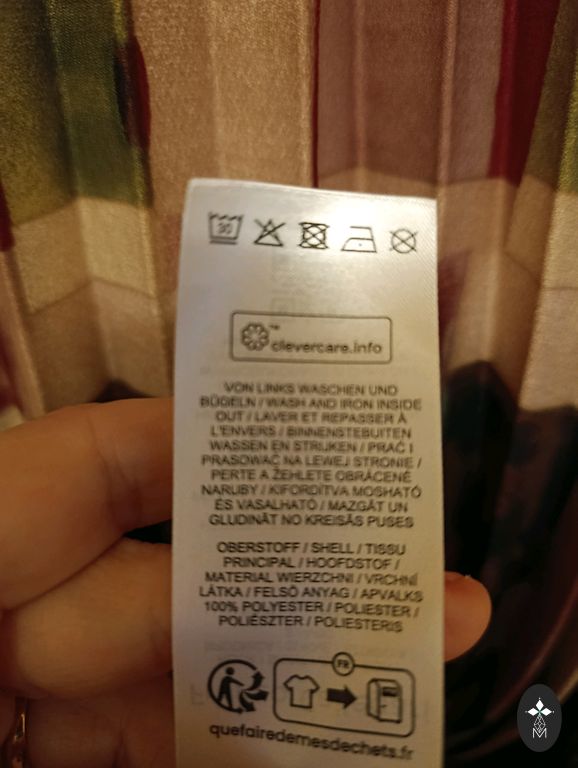 30
™
clevercare.info
VON LINKS WASCHEN UND
BÜGELN / WASH AND IRON INSIDE
OUT / LAVER ET REPASSER À
L'ENVERS / BINNENSTEBUITEN
WASSEN EN STRIJKEN / PRAĆ I
PRASOWAĆ NA LEWEJ STRONIE /
PERTE A ŽEHLETE OBRÁCENĚ
NARUBY / KIFORDÍTVA MOSHATÓ
ÉS VASALHATÓ / MAZGĀT UN
GLUDINĀT NO KREISĀS PUSES
OBERSTOFF / SHELL / TISSU
PRINCIPAL / HOOFDSTOF /
MATERIAŁ WIERZCHNI / VRCHNÍ
LÁTKA / FELSŐ ANYAG / APVALKS
100% POLYESTER / POLIESTER /
POLIÉSZTER / POLIESTERIS
FR
quefairedemesdechets.fr
M